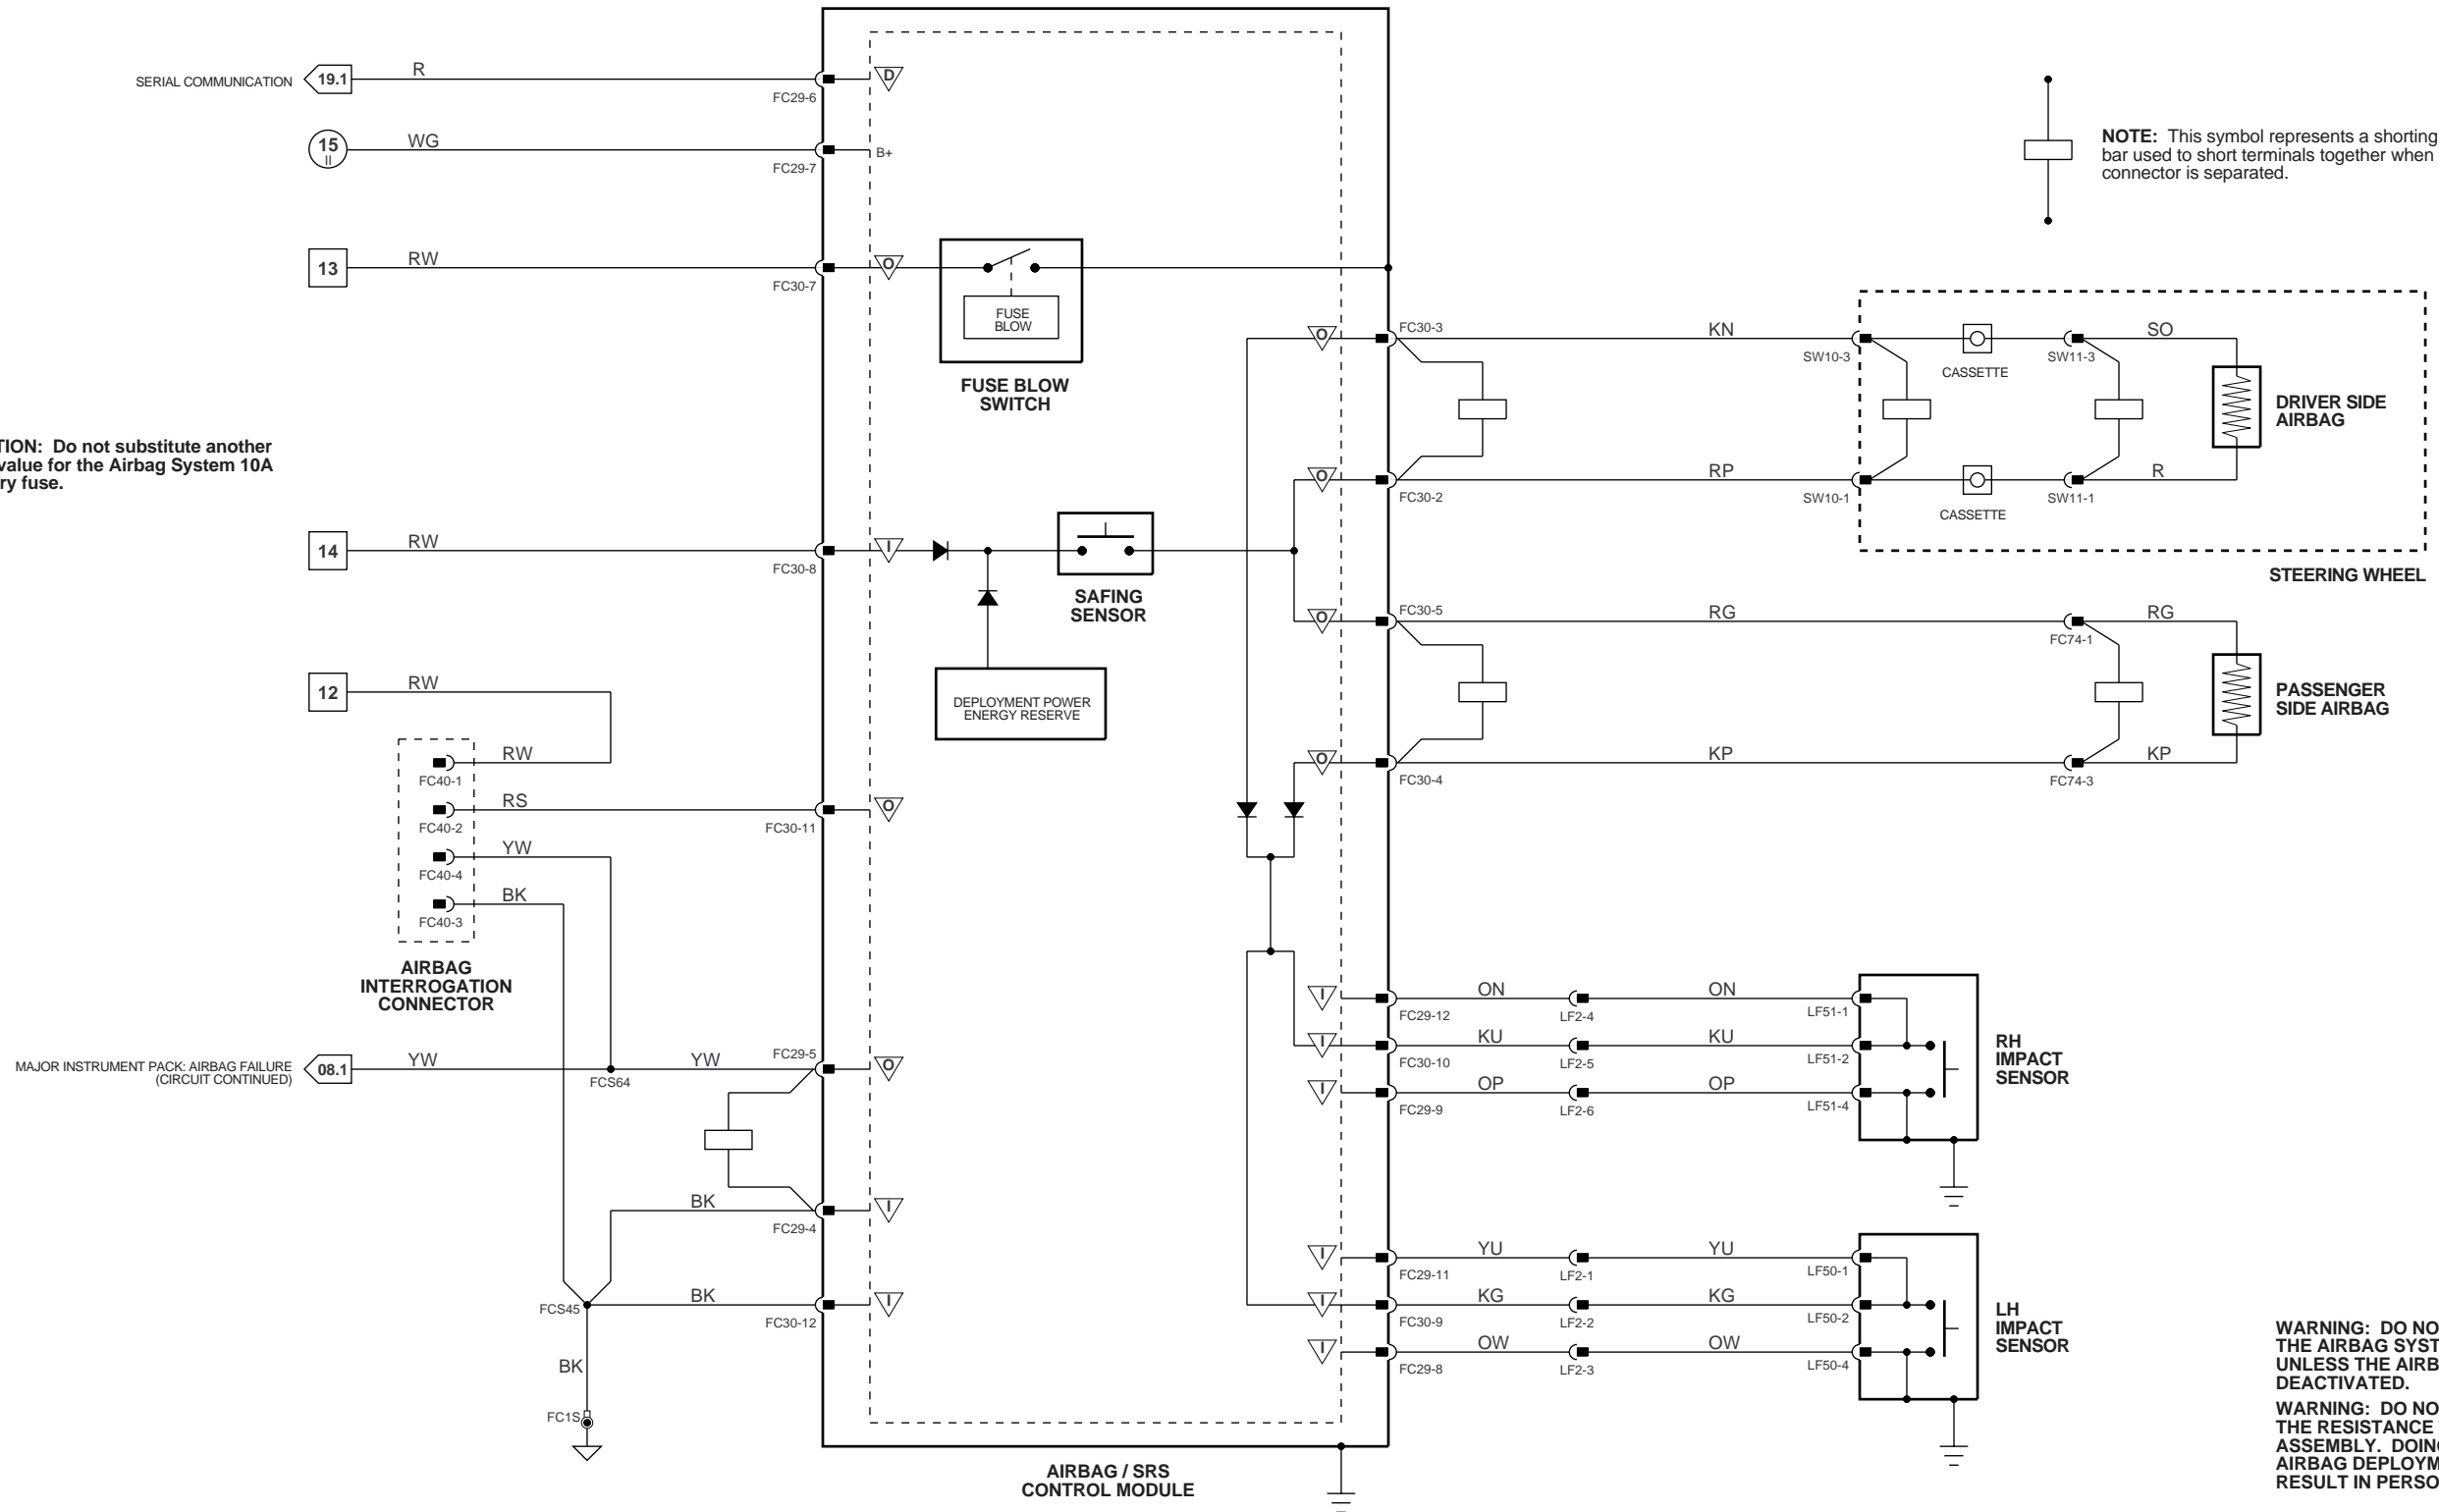 SERIAL COMMUNICATION
19.1
R
FC29-6
D
15
II
WG
FC29-7
B+
13
RW
FC30-7
O
FUSE
BLOW
FUSE BLOW
SWITCH
NOTE: This symbol represents a shorting
bar used to short terminals together when
connector is separated.
TION: Do not substitute another
value for the Airbag System 10A
ry fuse.
14
RW
FC30-8
I
SAFING
SENSOR
DEPLOYMENT POWER
ENERGY RESERVE
O
FC30-3
KN
SW10-3
CASSETTE
SW11-3
SO
DRIVER SIDE
AIRBAG
O
FC30-2
RP
SW10-1
CASSETTE
SW11-1
R
STEERING WHEEL
O
FC30-5
RG
FC74-1
RG
PASSENGER
SIDE AIRBAG
O
FC30-4
KP
FC74-3
KP
12
RW
RW
FC40-1
RS
FC40-2
FC30-11
O
YW
FC40-4
BK
FC40-3
AIRBAG
INTERROGATION
CONNECTOR
MAJOR INSTRUMENT PACK: AIRBAG FAILURE
(CIRCUIT CONTINUED)
08.1
YW
FCS64
YW
FC29-5
O
BK
FC29-4
I
FCS45
BK
FC30-12
I
BK
FC1S
I
FC29-12
ON
LF2-4
ON
LF51-1
I
FC30-10
KU
LF2-5
KU
LF51-2
I
FC29-9
OP
LF2-6
OP
LF51-4
RH
IMPACT
SENSOR
I
FC29-11
YU
LF2-1
YU
LF50-1
I
FC30-9
KG
LF2-2
KG
LF50-2
I
FC29-8
OW
LF2-3
OW
LF50-4
LH
IMPACT
SENSOR
AIRBAG / SRS
CONTROL MODULE
WARNING: DO NO
THE AIRBAG SYST
UNLESS THE AIRB
DEACTIVATED.
WARNING: DO NO
THE RESISTANCE
ASSEMBLY. DOING
AIRBAG DEPLOYM
RESULT IN PERSO